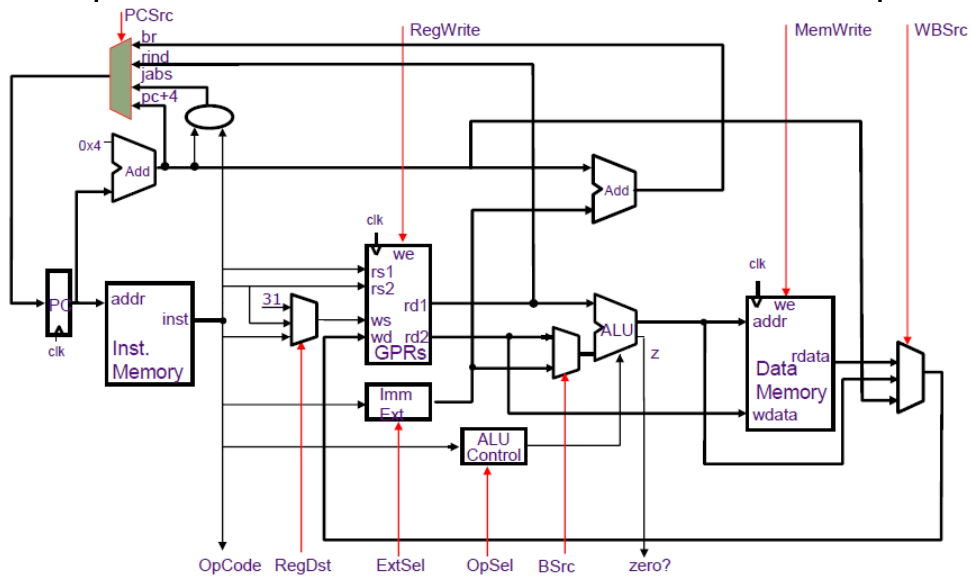 PCSrc
RegWrite
MemWrite
WBSrc
br
rind
jabs
pc+4
0x4
Add
Add
clk
we
rs1
rs2
31
ws
wd
rd1
rd2
GPRs
PC
clk
addr
inst
Inst.
Memory
ALU
z
clk
we
addr
rdata
Data
Memory
wdata
Imm
Ext
ALU
Control
OpCode
RegDst
ExtSel
OpSel
BSrc
zero?